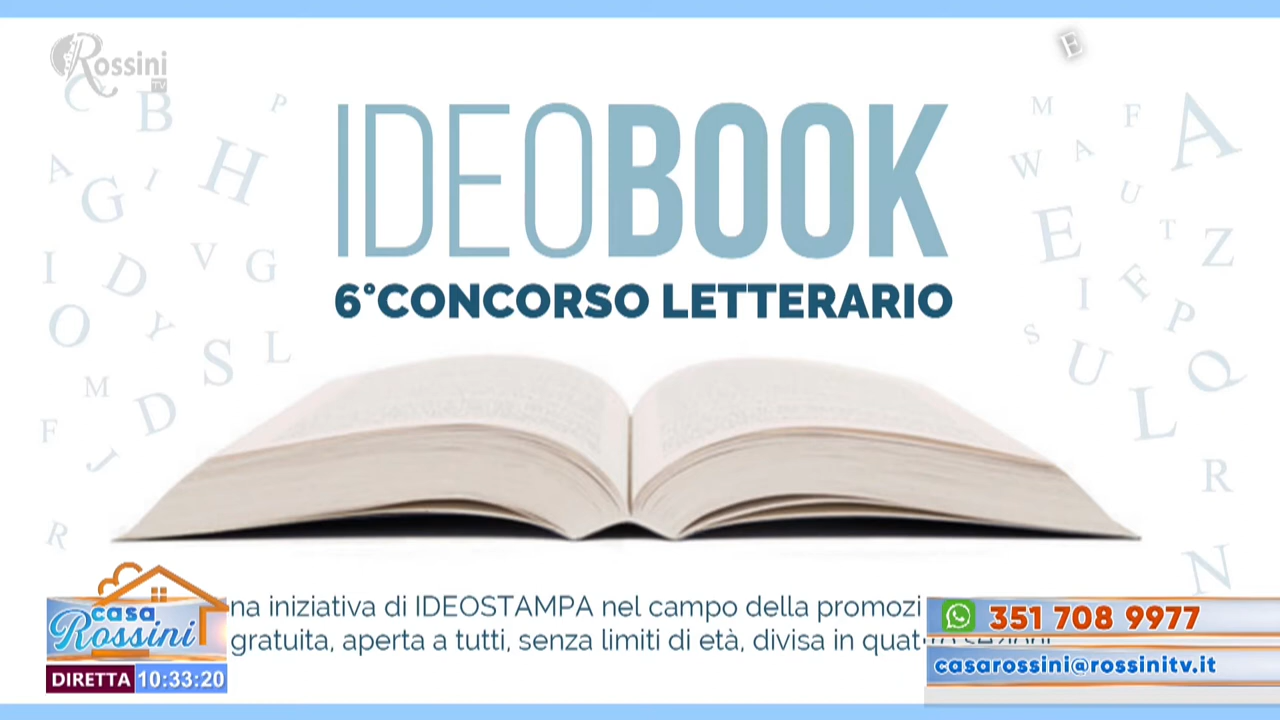 Rossini
TV
IDEOBOOK
6°CONCORSO LETTERARIO
na iniziativa di IDEOSTAMPA nel campo della promozi
gratuita, aperta a tutti, senza limiti di età, divisa in
casa
Rossini
DIRETTA 10:33:20
351 708 9977
casarossini@rossinitv.it